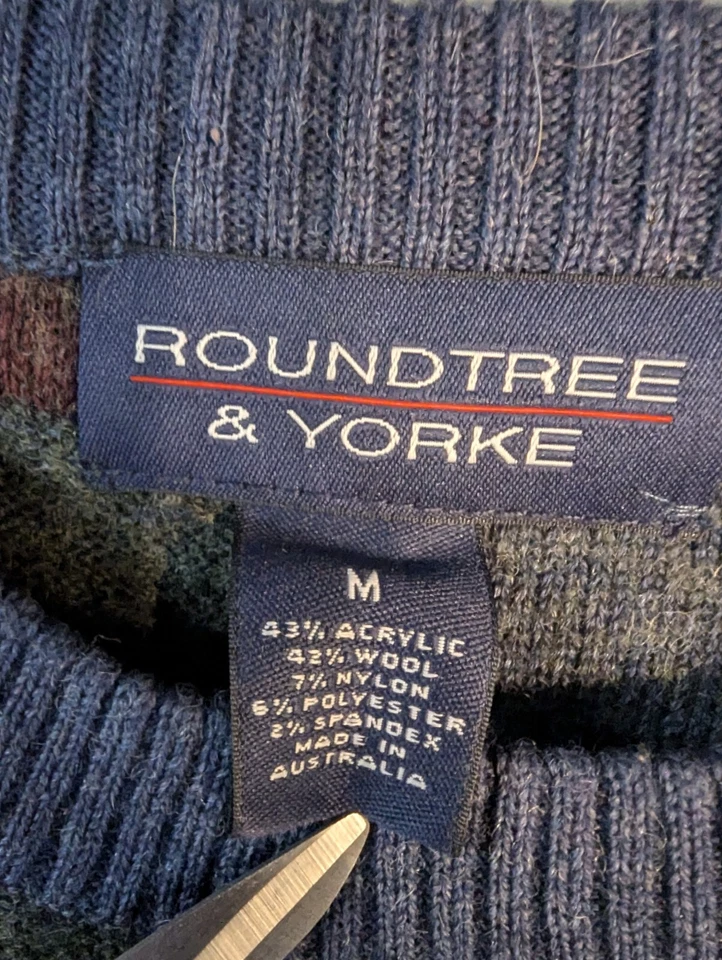 ROUNDTREE
& YORKE
M
43% ACRYLIC
42% WOOL
7% NYLON
6% POLYESTER
2% SPANDEX
MADE IN
AUSTRALIA